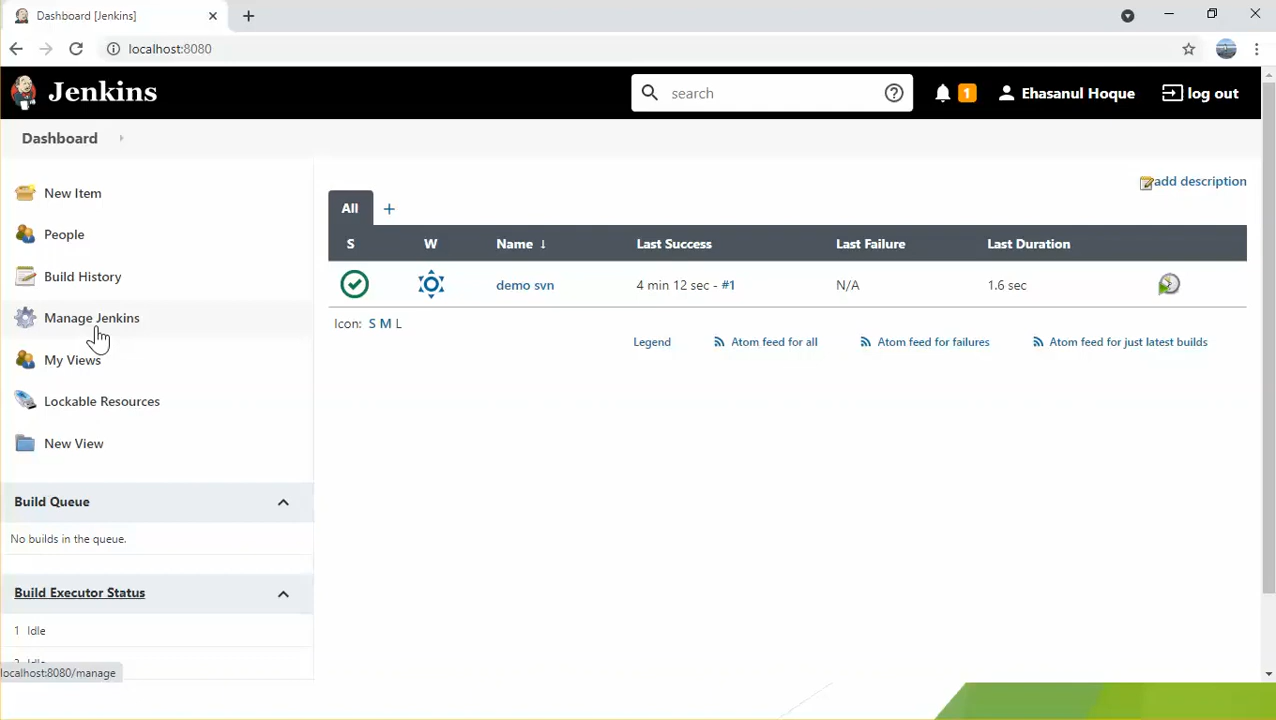 Dashboard [Jenkins]
localhost:8080
Jenkins
search
1
Ehasanul Hoque
log out
Dashboard
New Item
People
Build History
Manage Jenkins
My Views
Lockable Resources
New View
Build Queue
No builds in the queue.
Build Executor Status
1 Idle
2 Idle
localhost:8080/manage
add description
All +
S W Name ↓ Last Success Last Failure Last Duration
demo svn 4 min 12 sec - #1 N/A 1.6 sec
Icon: S M L
Legend Atom feed for all Atom feed for failures Atom feed for just latest builds